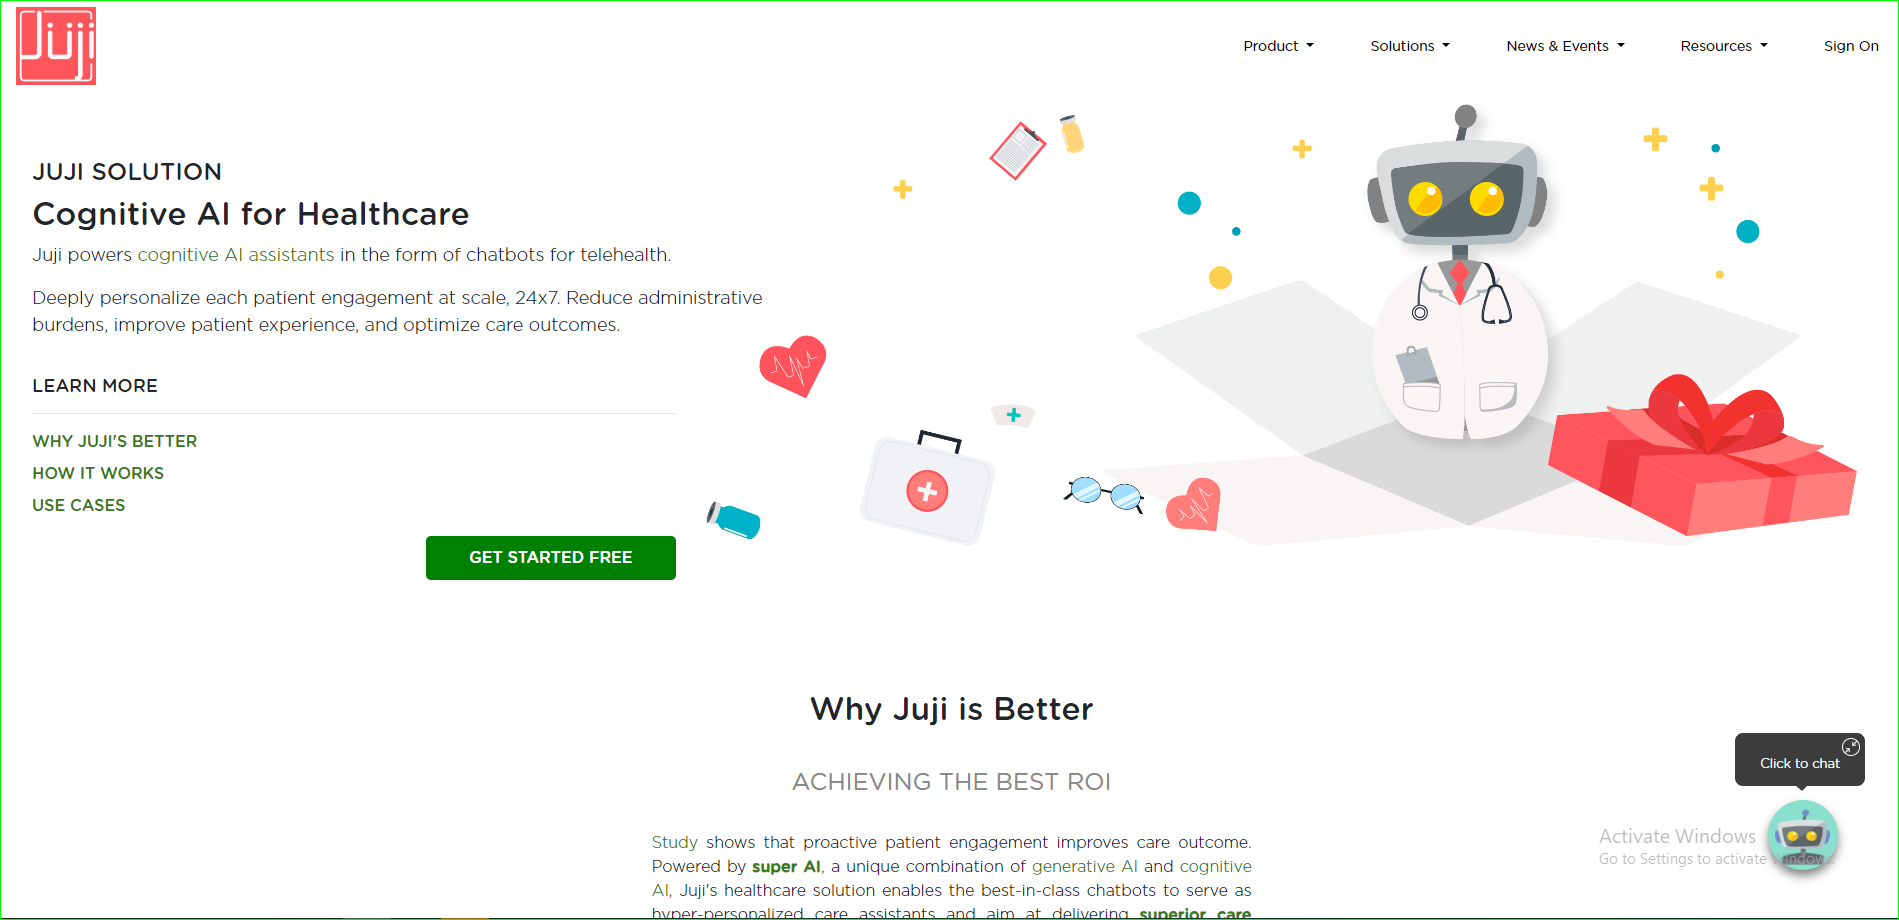 Juji
Product
Solutions
News & Events
Resources
Sign On
JUJI SOLUTION
Cognitive AI for Healthcare
Juji powers cognitive AI assistants in the form of chatbots for telehealth.
Deeply personalize each patient engagement at scale, 24x7. Reduce administrative
burdens, improve patient experience, and optimize care outcomes.
LEARN MORE
WHY JUJI'S BETTER
HOW IT WORKS
USE CASES
GET STARTED FREE
Why Juji is Better
ACHIEVING THE BEST ROI
Study shows that proactive patient engagement improves care outcome.
Powered by super AI, a unique combination of generative AI and cognitive
AI, Juji's healthcare solution enables the best-in-class chatbots to serve as
hyper-personalized care assistants and aim at delivering superior care
Click to chat
Activate Windows
Go to Settings to activate Windows.